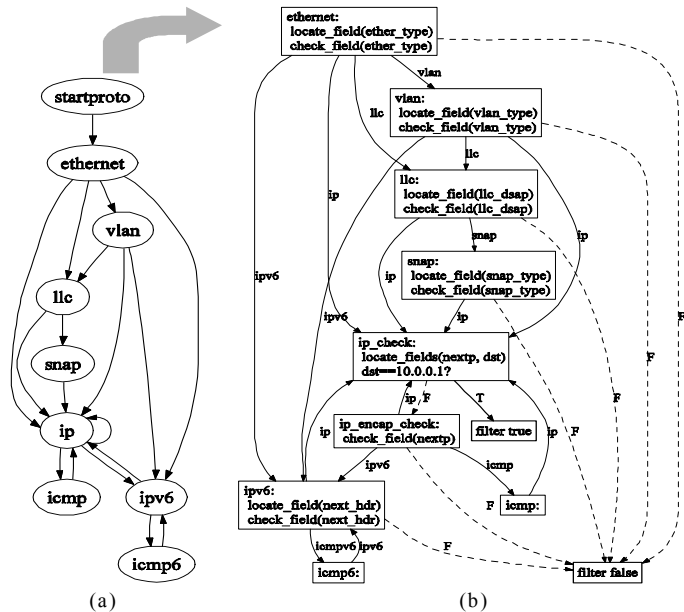 startproto
ethernet
vlan
llc
snap
ip
icmp
ipv6
icmp6
(a)
ethernet:
locate_field(ether_type)
check_field(ether_type)
vlan
vlan:
locate_field(vlan_type)
check_field(vlan_type)
llc
llc
llc:
locate_field(llc_dsap)
check_field(llc_dsap)
ip
snap
ip
snap:
locate_field(snap_type)
check_field(snap_type)
ip
ipv6
ipv6
ip
F
F
ip_check:
locate_fields(nextp, dst)
dst==10.0.0.1?
ip
F
T
ip_encap_check:
check_field(nextp)
filter true
ip
F
ip
ipv6
icmp
ipv6:
locate_field(next_hdr)
check_field(next_hdr)
F
icmp:
icmpv6
ipv6
F
icmp6:
filter false
(b)